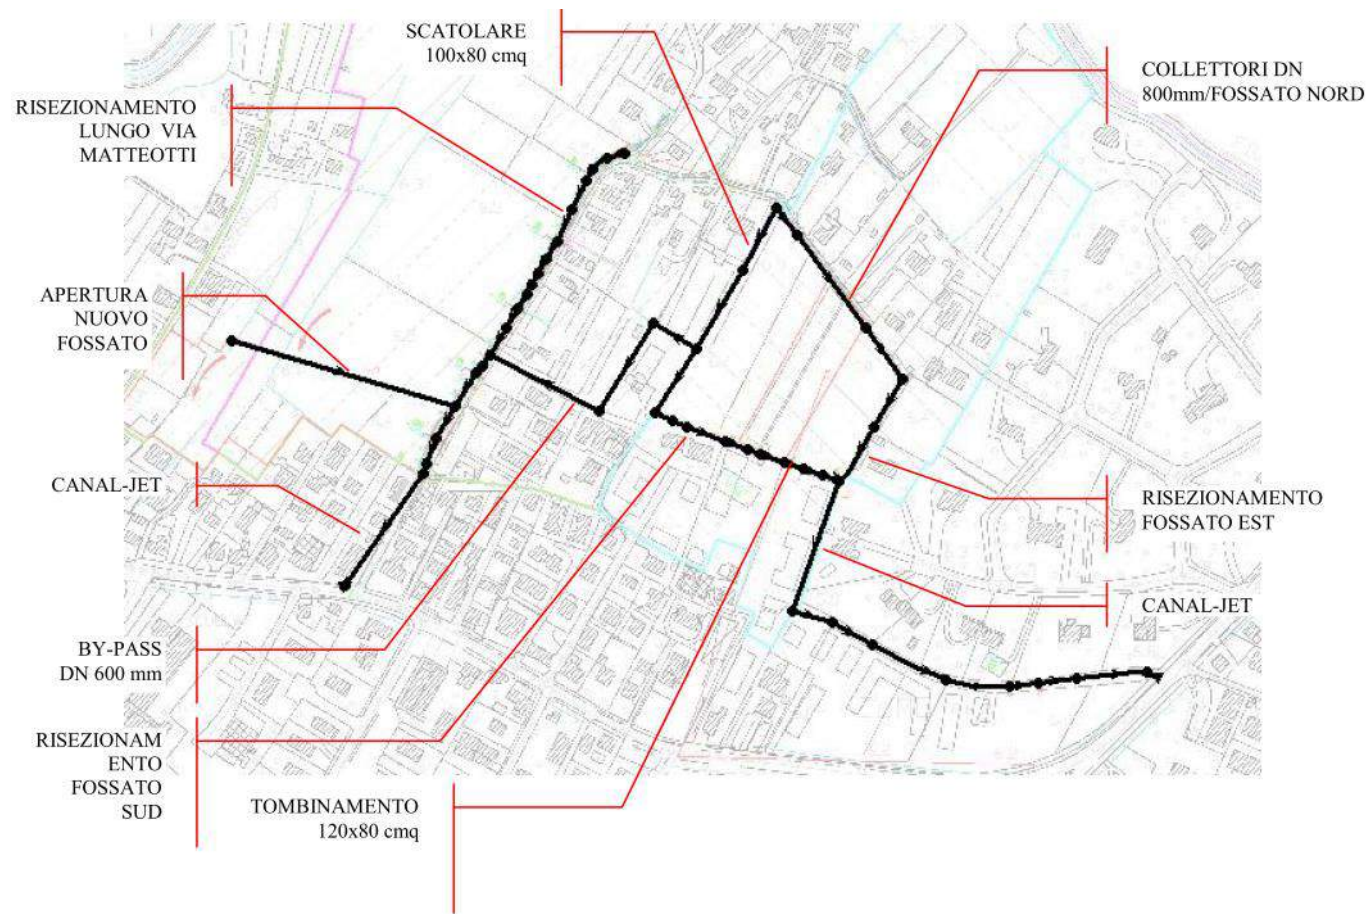 SCATOLARE
100x80 cmq
COLLETTORI DN
800mm/FOSSATO NORD
RISEZIONAMENTO
LUNGO VIA
MATTEOTTI
APERTURA
NUOVO
FOSSATO
CANAL-JET
RISEZIONAMENTO
FOSSATO EST
CANAL-JET
BY-PASS
DN 600 mm
RISEZIONAM
ENTO
FOSSATO
SUD
TOMBINAMENTO
120x80 cmq